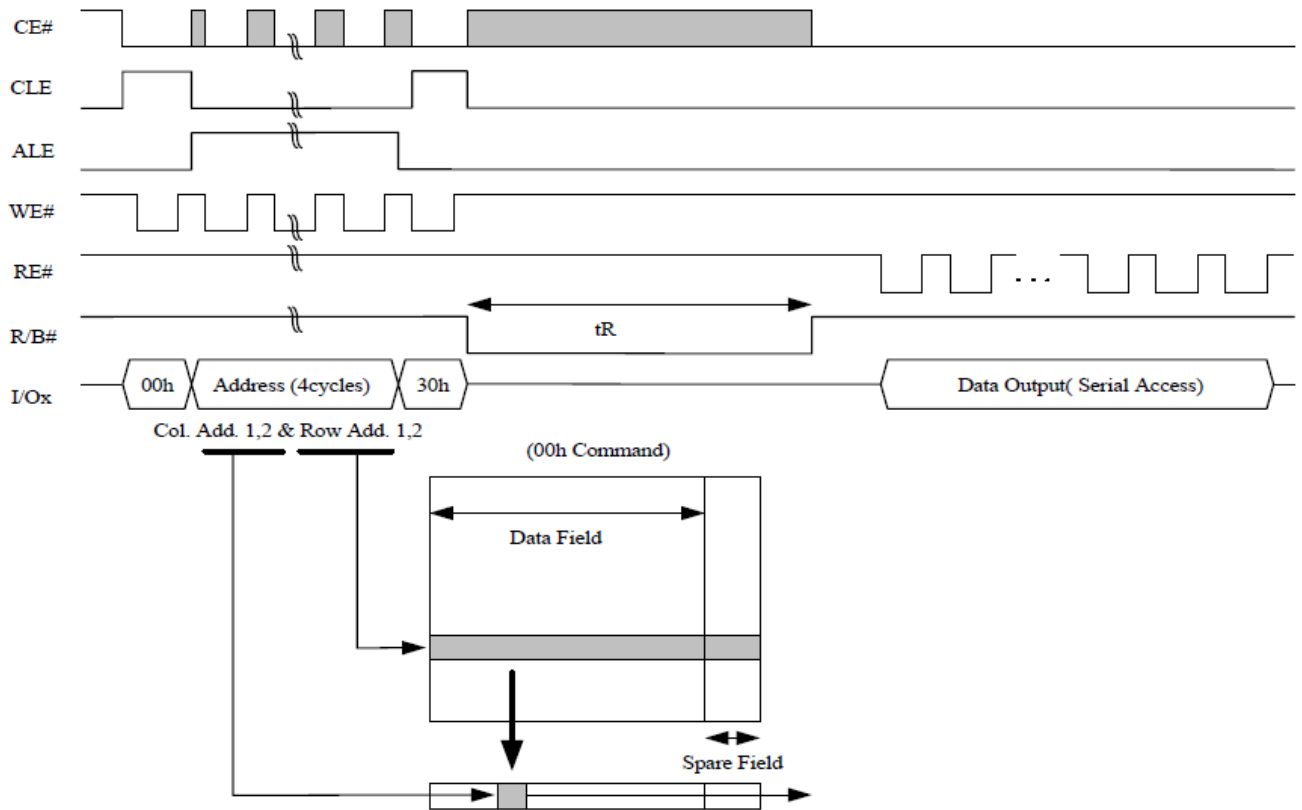 CE#
CLE
ALE
WE#
RE#
. . .
R/B#
tR
I/Ox
00h
Address (4cycles)
30h
Data Output( Serial Access)
Col. Add. 1,2 & Row Add. 1,2
(00h Command)
Data Field
Spare Field